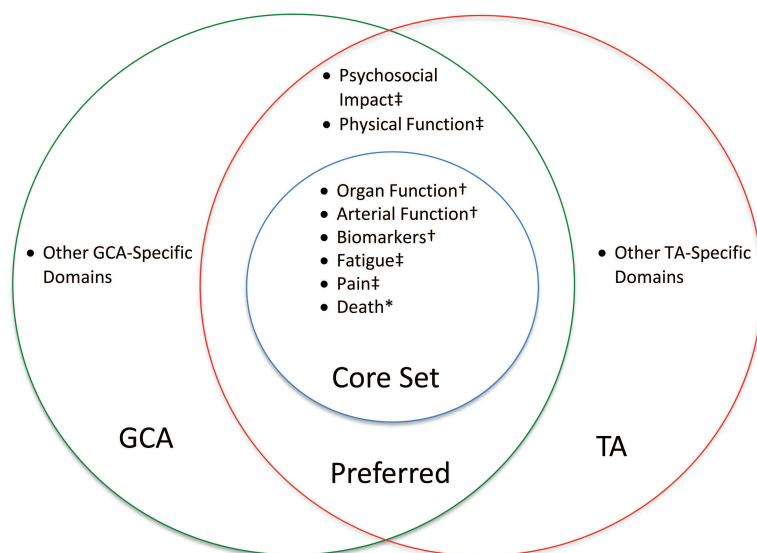 • Psychosocial
Impact‡
• Physical Function‡
• Organ Function†
• Arterial Function†
• Biomarkers†
• Fatigue‡
• Pain‡
• Death*
• Other GCA-Specific
Domains
• Other TA-Specific
Domains
Core Set
GCA
TA
Preferred